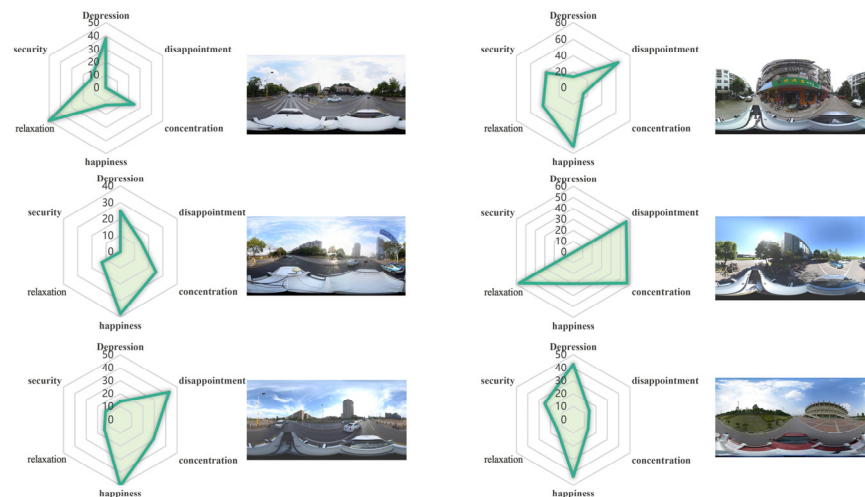 Depression
50
40
30
20
10
0
security
disappointment
relaxation
concentration
happiness
Depression
80
60
40
20
0
security
disappointment
relaxation
concentration
happiness
Depression
40
30
20
10
0
security
disappointment
relaxation
concentration
happiness
Depression
60
50
40
30
20
10
0
security
disappointment
relaxation
concentration
happiness
Depression
50
40
30
20
10
0
security
disappointment
relaxation
concentration
happiness
Depression
50
40
30
20
10
0
security
disappointment
relaxation
concentration
happiness